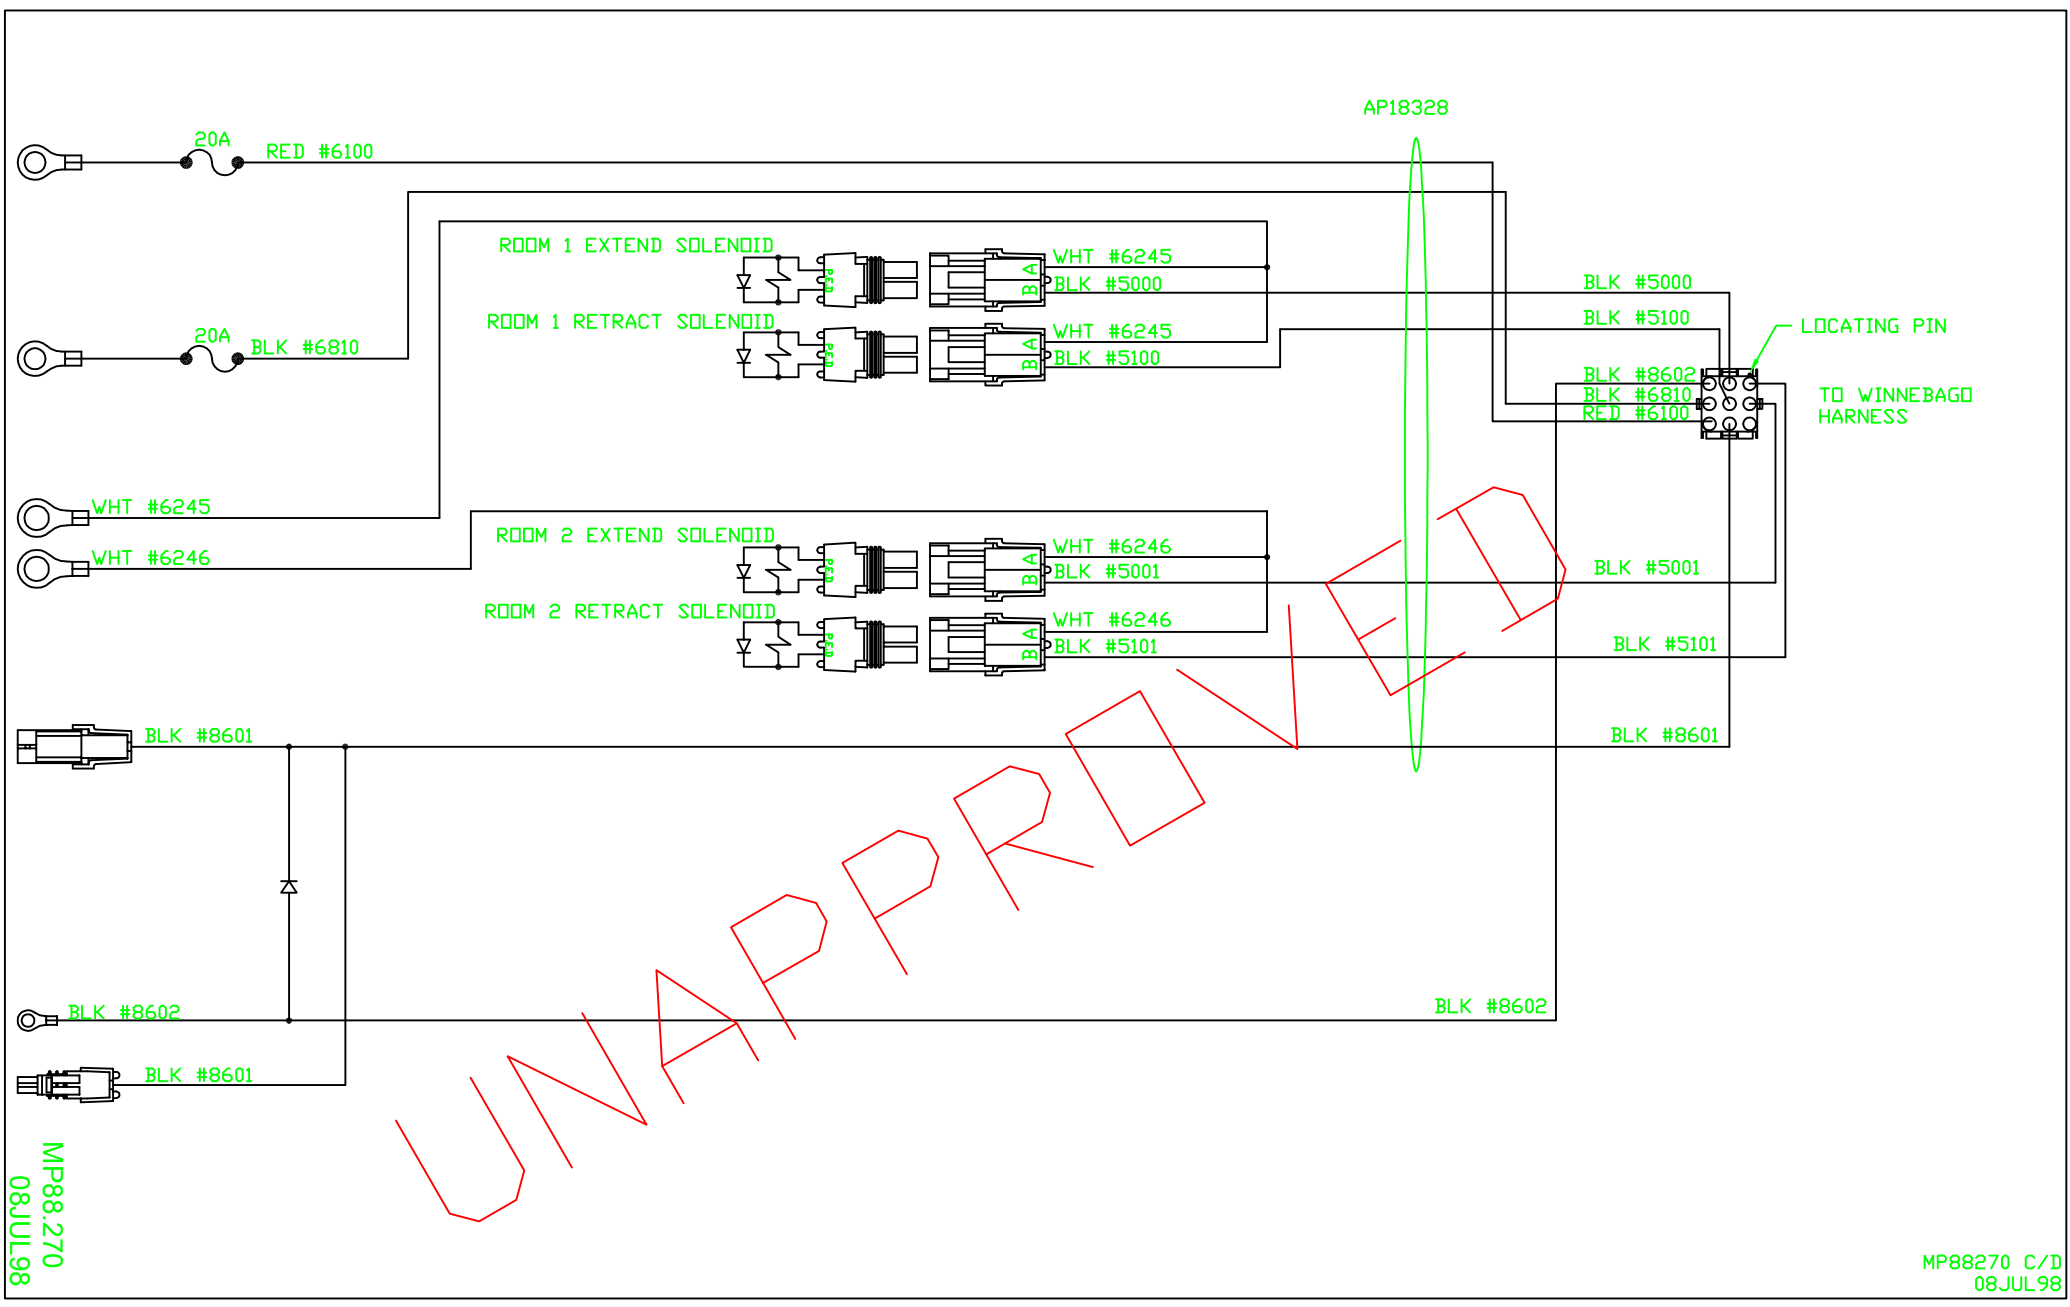 AP18328
20A
RED #6100
ROOM 1 EXTEND SOLENOID
P.E.D
A
B
WHT #6245
BLK #5000
BLK #5000
ROOM 1 RETRACT SOLENOID
P.E.D
A
B
WHT #6245
BLK #5100
BLK #5100
LOCATING PIN
20A
BLK #6810
BLK #8602
BLK #6810
RED #6100
TO WINNEBAGO
HARNESS
WHT #6245
WHT #6246
ROOM 2 EXTEND SOLENOID
P.E.D
A
B
WHT #6246
BLK #5001
BLK #5001
ROOM 2 RETRACT SOLENOID
P.E.D
A
B
WHT #6246
BLK #5101
BLK #5101
BLK #8601
BLK #8601
UNAPPROVED
BLK #8602
BLK #8602
BLK #8601
MP88.270
08JUL98
MP88270 C/D
08JUL98